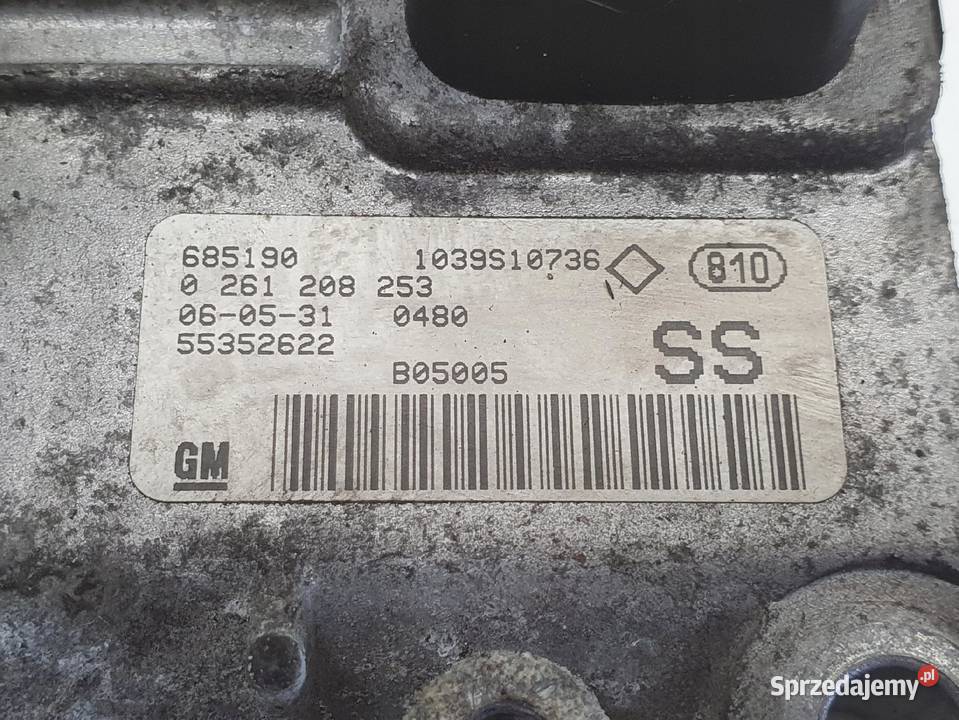 685190 1039S10736 810
0 261 208 253
06-05-31 0480
55352622 SS
B05005
GM
Sprzedajemy.pl